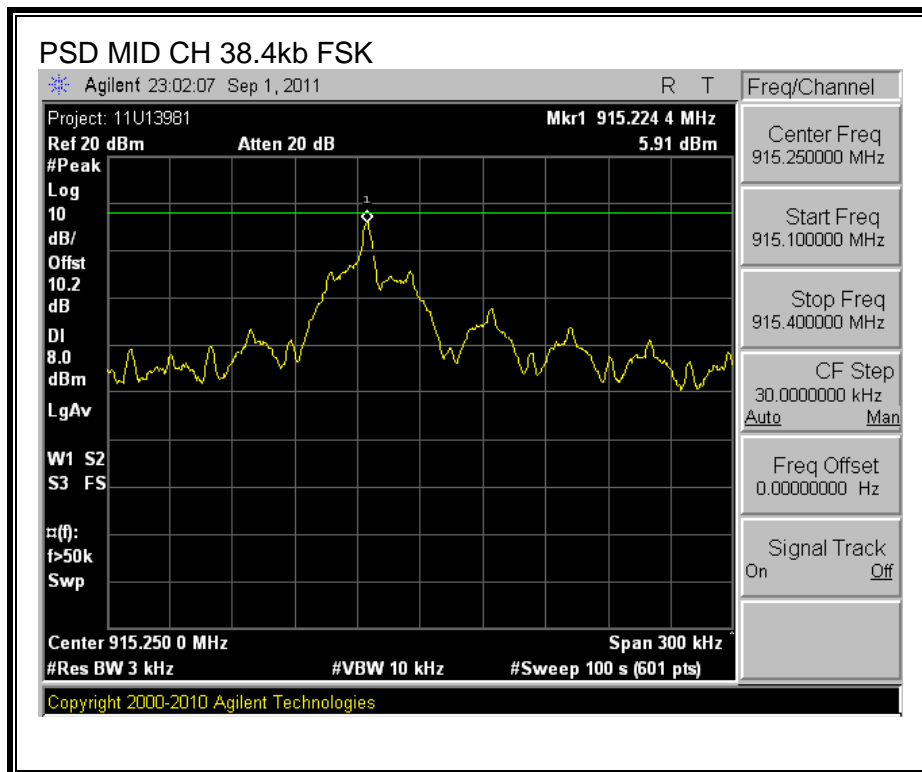 PSD MID CH 38.4kb FSK
Agilent 23:02:07 Sep 1, 2011 R T
Freq/Channel
Project: 11U13981 Mkr1 915.224 4 MHz
Ref 20 dBm Atten 20 dB 5.91 dBm
#Peak
Log
10
dB/
Offst
10.2
dB
DI
8.0
dBm
LgAv
W1 S2
S3 FS
¤(f):
f>50k
Swp
1
Center 915.250 0 MHz Span 300 kHz
#Res BW 3 kHz #VBW 10 kHz #Sweep 100 s (601 pts)
Copyright 2000-2010 Agilent Technologies
Center Freq
915.250000 MHz
Start Freq
915.100000 MHz
Stop Freq
915.400000 MHz
CF Step
30.0000000 kHz
Auto Man
Freq Offset
0.00000000 Hz
Signal Track
On Off